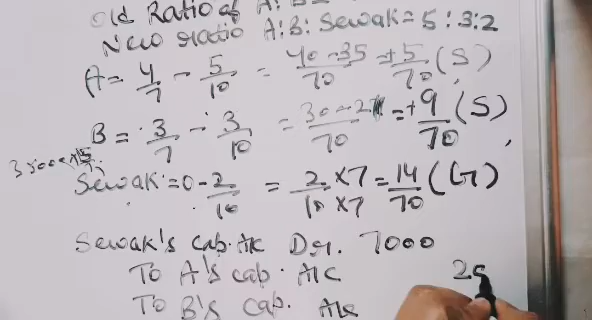 Old Ratio of A: B=
New ratio A:B: Sewak = 5:3:2
A = 4/7 - 5/10 = 40-35/70 = +5/70 (S)
B = 3/7 - 3/10 = 30-21/70 = +9/70 (S)
Sewak = 0 - 2/10 = 2/10 ×7/×7 = 14/70 (G)
Sewak's cap. A/c Dr. 7000
To A's cap. A/c 25
To B's cap. A/c